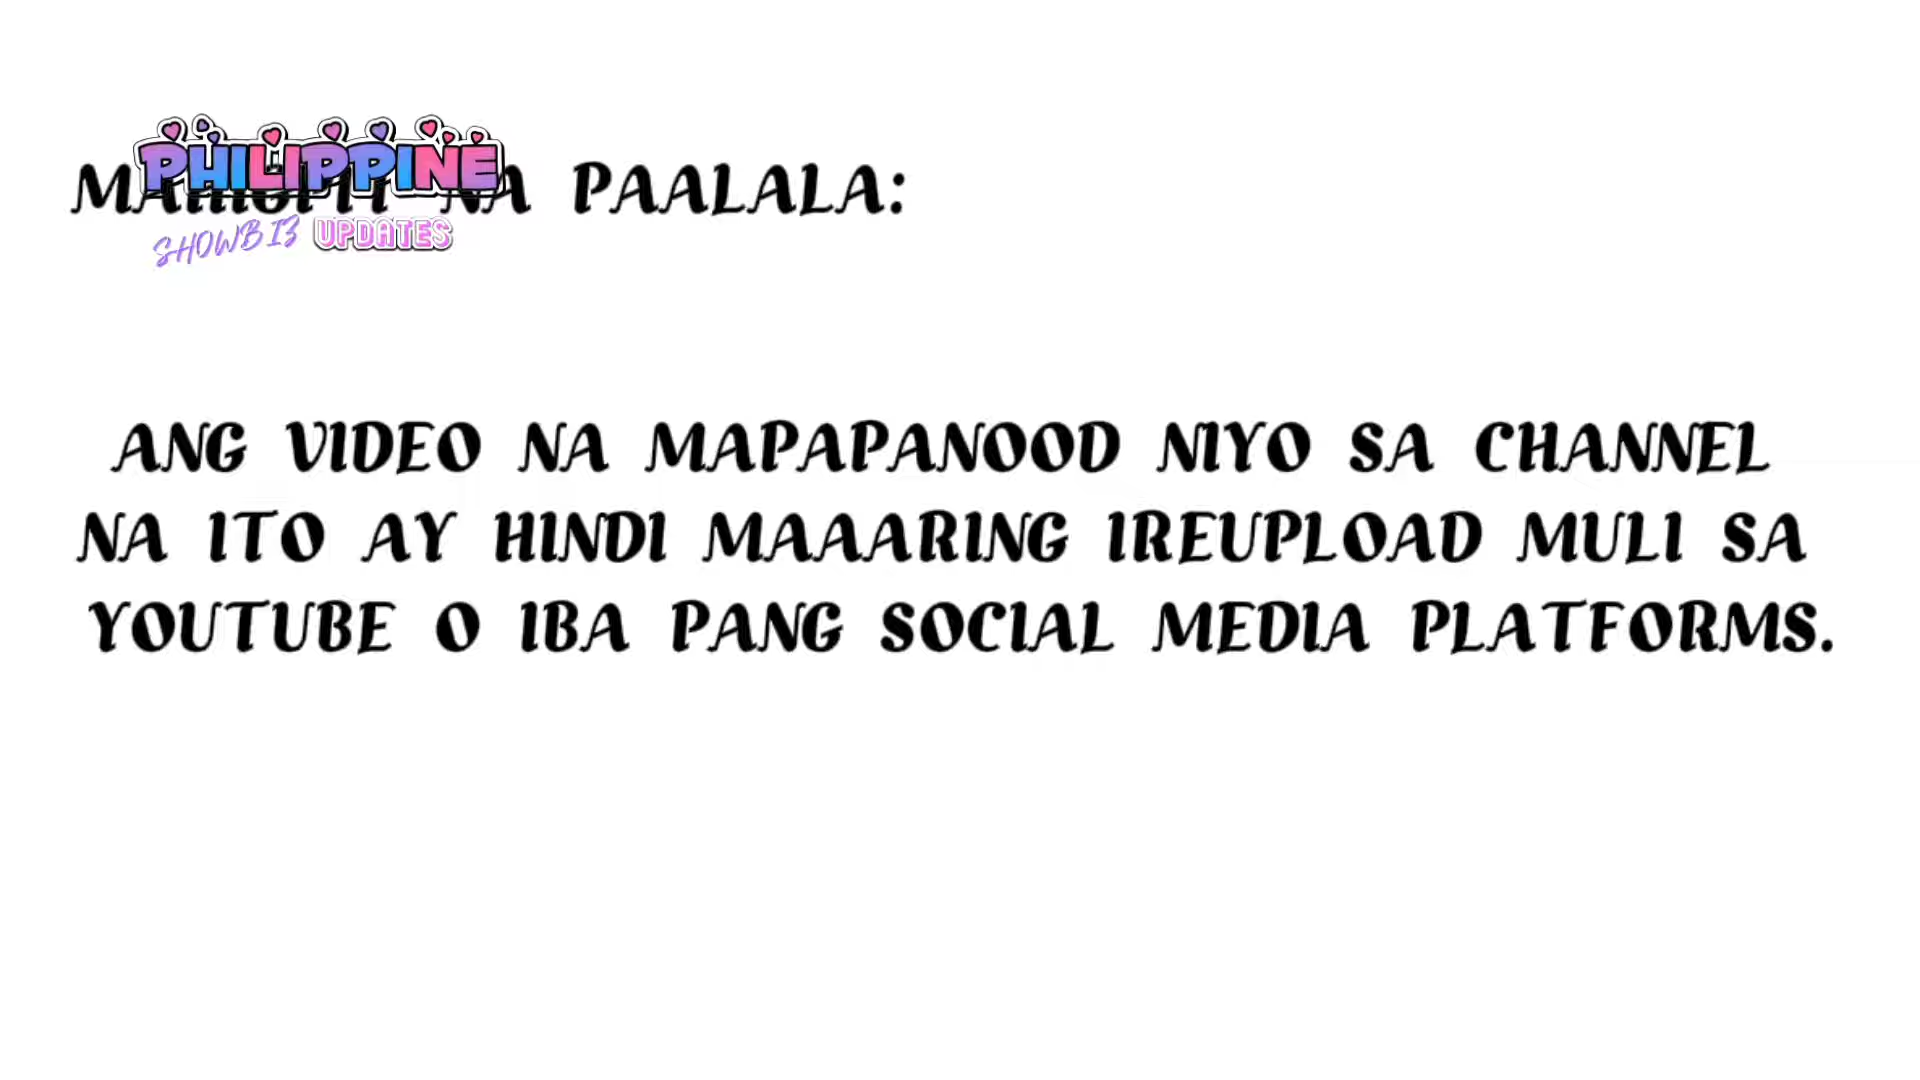 PHILIPPINE
SHOWBIZ UPDATES
NA PAALALA:
ANG VIDEO NA MAPAPANOOD NIYO SA CHANNEL
NA ITO AY HINDI MAAARING IREUPLOAD MULI SA
YOUTUBE O IBA PANG SOCIAL MEDIA PLATFORMS.